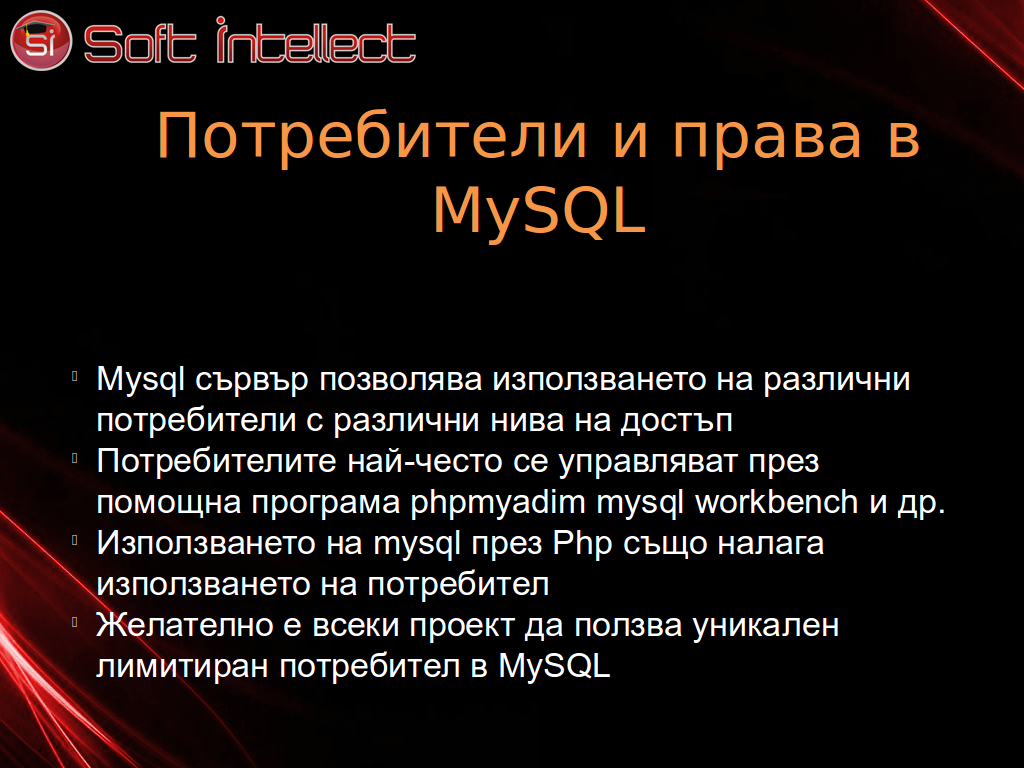 Si Soft Intellect
Потребители и права в
MySQL
Mysql сървър позволява използването на различни
потребители с различни нива на достъп
Потребителите най-често се управляват през
помощна програма phpmyadim mysql workbench и др.
Използването на mysql през Php също налага
използването на потребител
Желателно е всеки проект да ползва уникален
лимитиран потребител в MySQL